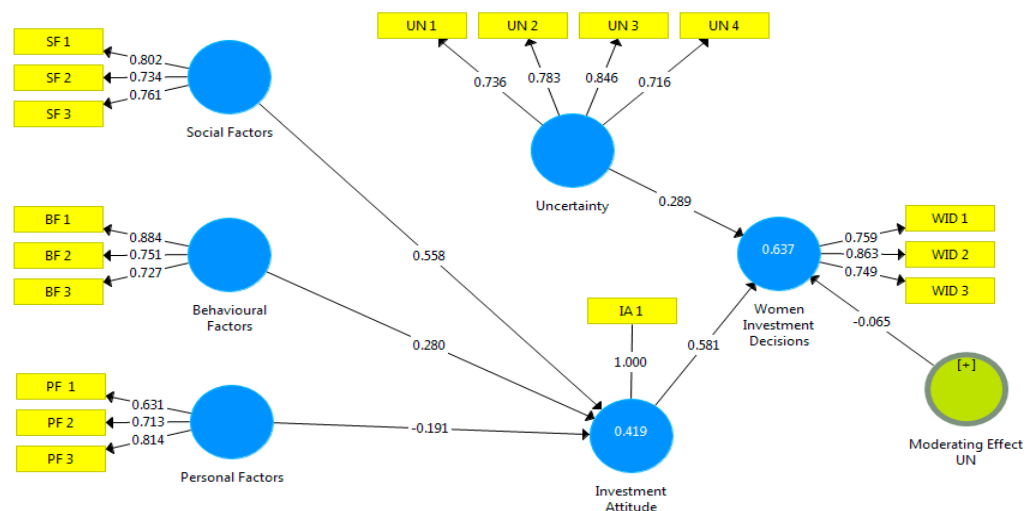 UN 1
UN 2
UN 3
UN 4
SF 1
SF 2
SF 3
0.802
0.734
0.761
0.736
0.783
0.846
0.716
Social Factors
Uncertainty
0.289
BF 1
BF 2
BF 3
0.884
0.751
0.727
Behavioural
Factors
0.558
0.637
0.759
0.863
0.749
WID 1
WID 2
WID 3
Women
Investment
Decisions
IA 1
1.000
0.280
0.581
-0.065
PF 1
PF 2
PF 3
0.631
0.713
0.814
Personal Factors
-0.191
0.419
Investment
Attitude
[+]
Moderating Effect
UN